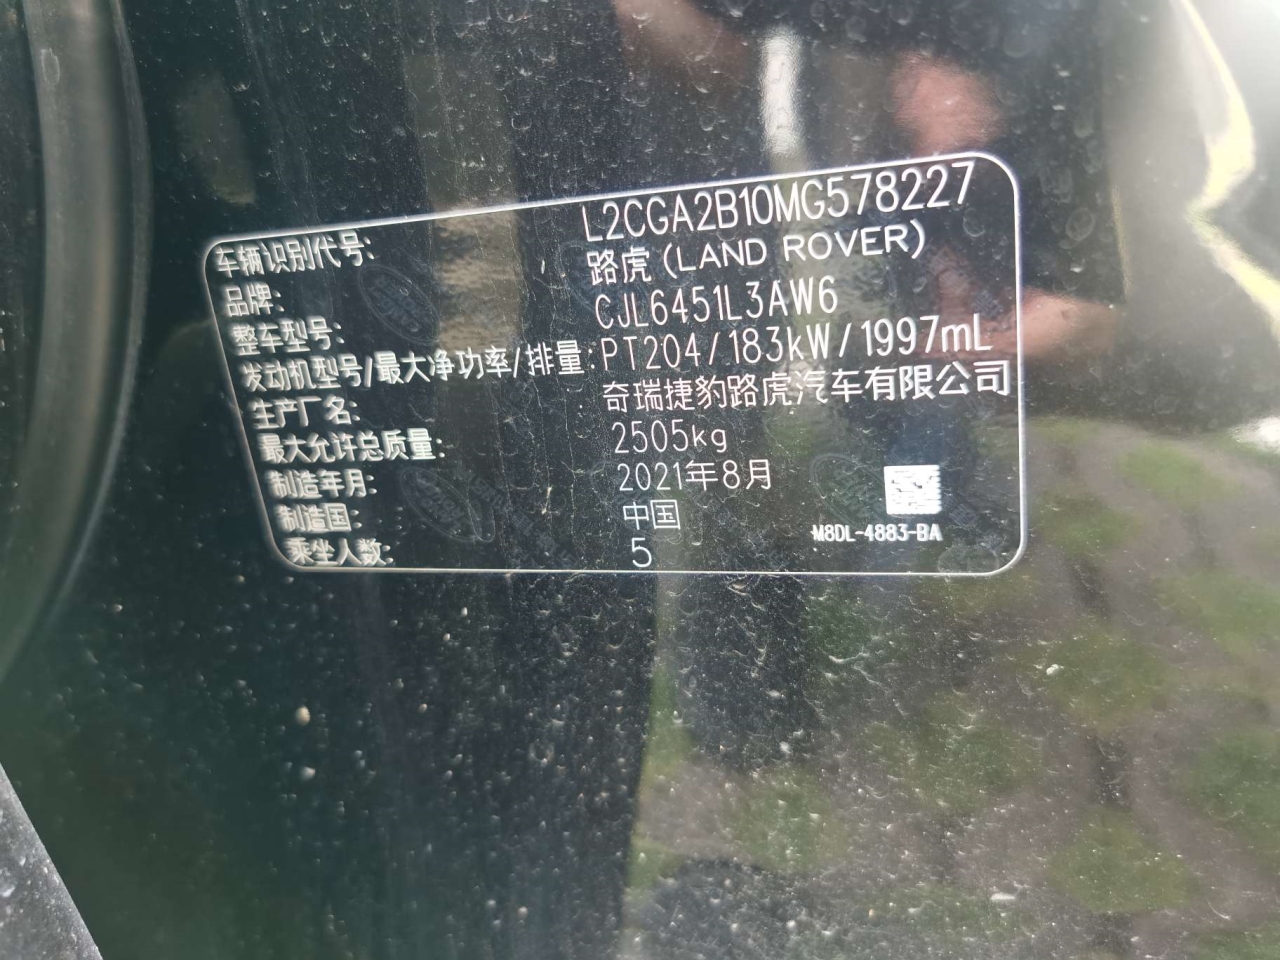 车辆识别代号: L2CGA2B10MG578227
品牌: 路虎(LAND ROVER)
整车型号: CJL6451L3AW6
发动机型号/最大净功率/排量: PT204/183kW/1997mL
生产厂名: 奇瑞捷豹路虎汽车有限公司
最大允许总质量: 2505kg
制造年月: 2021年8月
制造国: 中国
乘坐人数: 5
M8DL-4883-BA